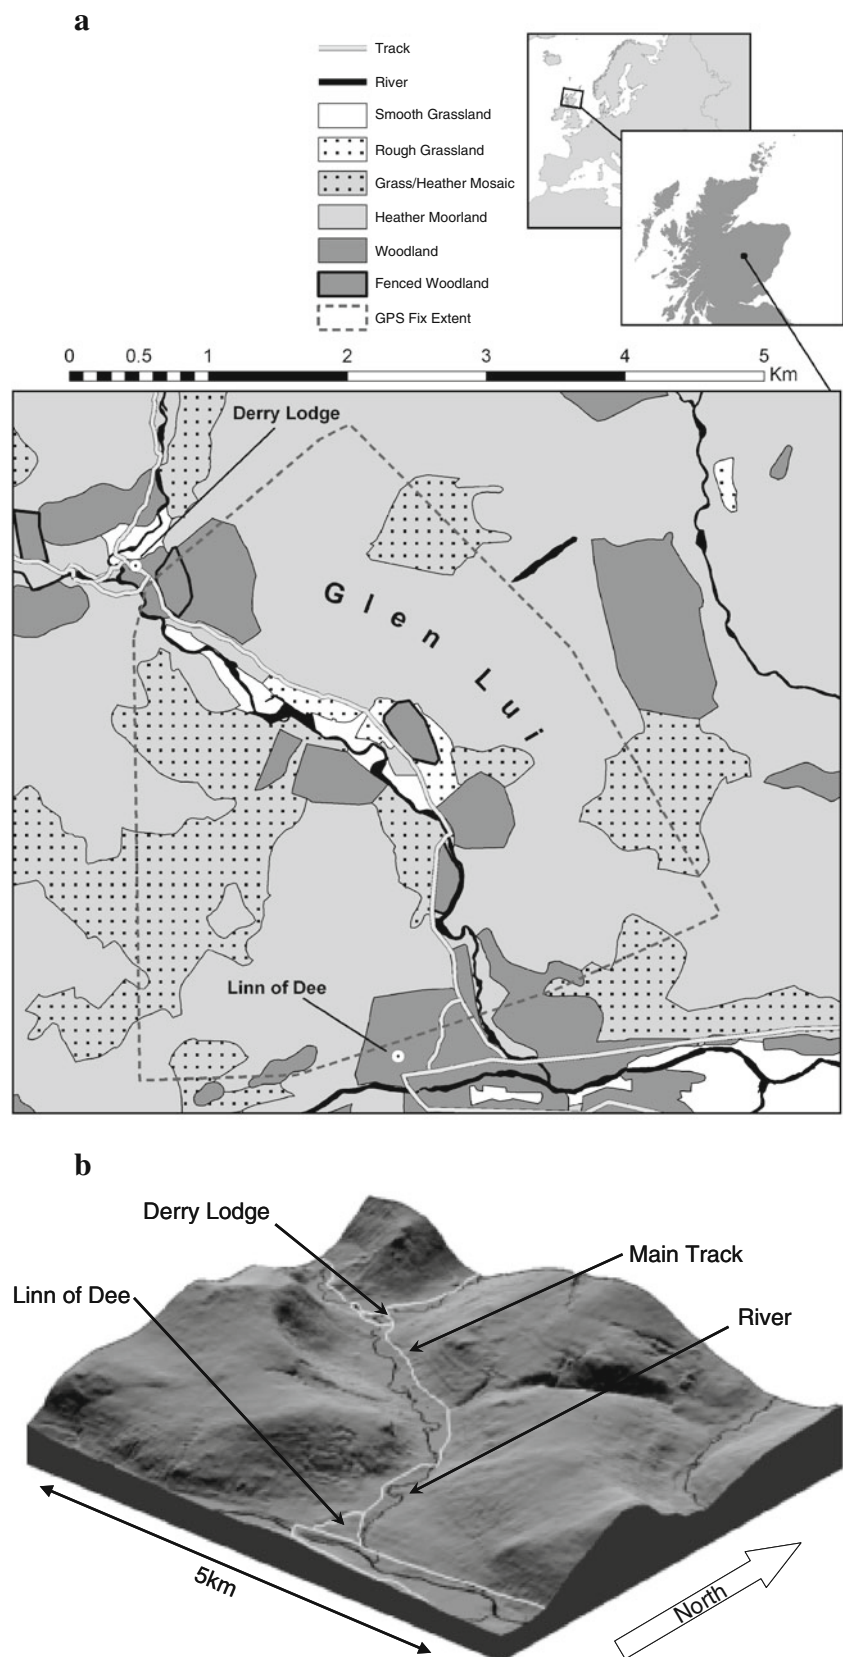 a
Track
River
Smooth Grassland
Rough Grassland
Grass/Heather Mosaic
Heather Moorland
Woodland
Fenced Woodland
GPS Fix Extent
0 0.5 1 2 3 4 5
Km
Derry Lodge
Glen Lui
Linn of Dee
b
Derry Lodge
Main Track
Linn of Dee
River
5km
North